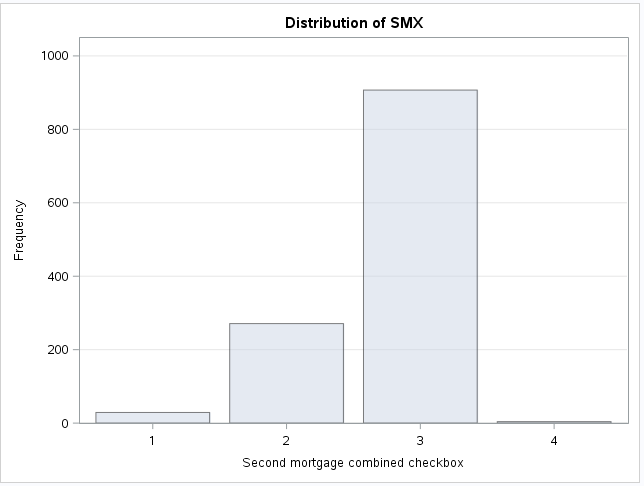 Distribution of SMX
1000
800
600
400
200
0
Frequency
1 2 3 4
Second mortgage combined checkbox